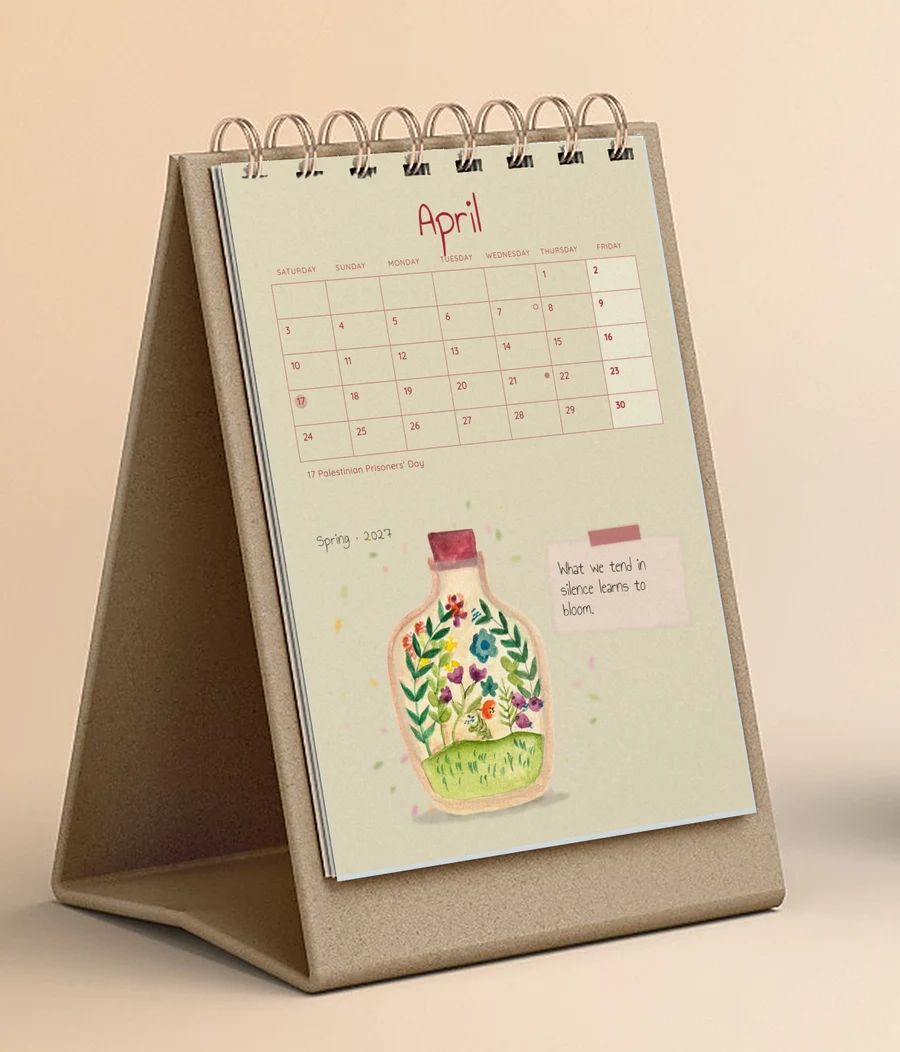 April
SATURDAY SUNDAY MONDAY TUESDAY WEDNESDAY THURSDAY FRIDAY
1 2
3 4 5 6 7 8 9
10 11 12 13 14 15 16
17 18 19 20 21 22 23
24 25 26 27 28 29 30
17 Palestinian Prisoners' Day
Spring · 2027
What we tend in
silence learns to
bloom.